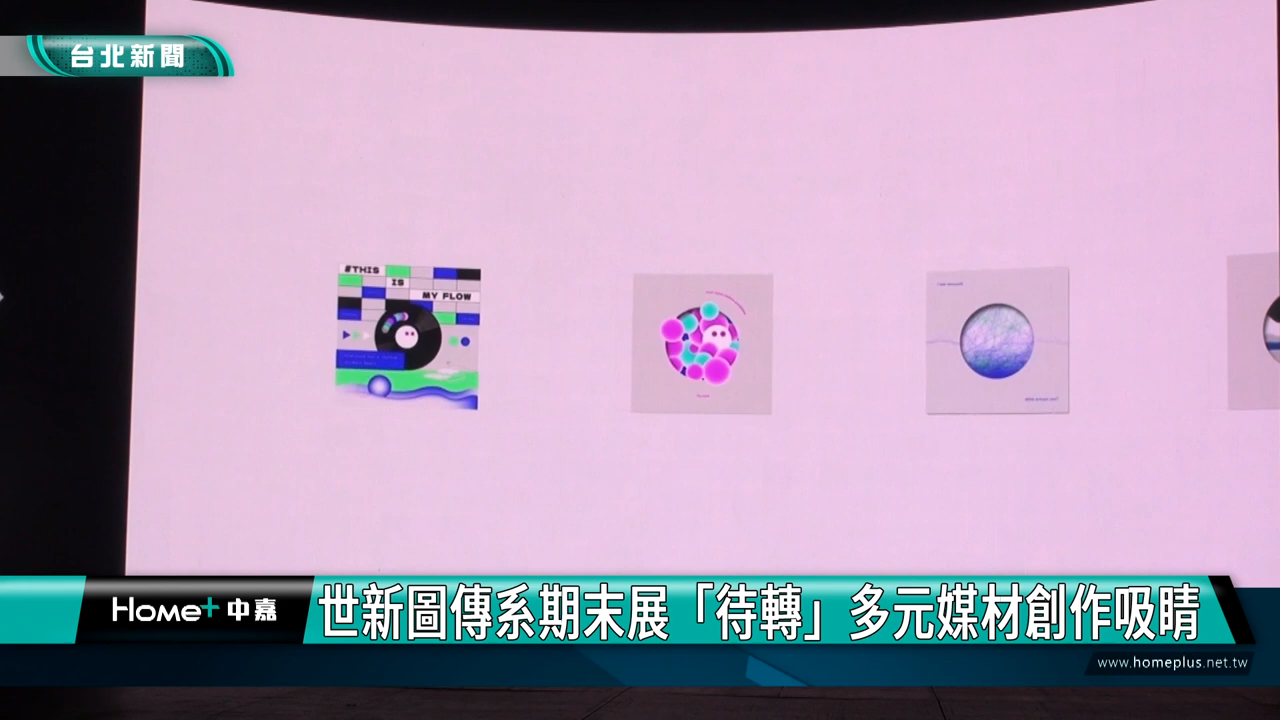 台北新聞
#THIS
IS
MY FLOW
Home+ 中嘉
世新圖傳系期末展「待轉」多元媒材創作吸睛
www.homeplus.net.tw